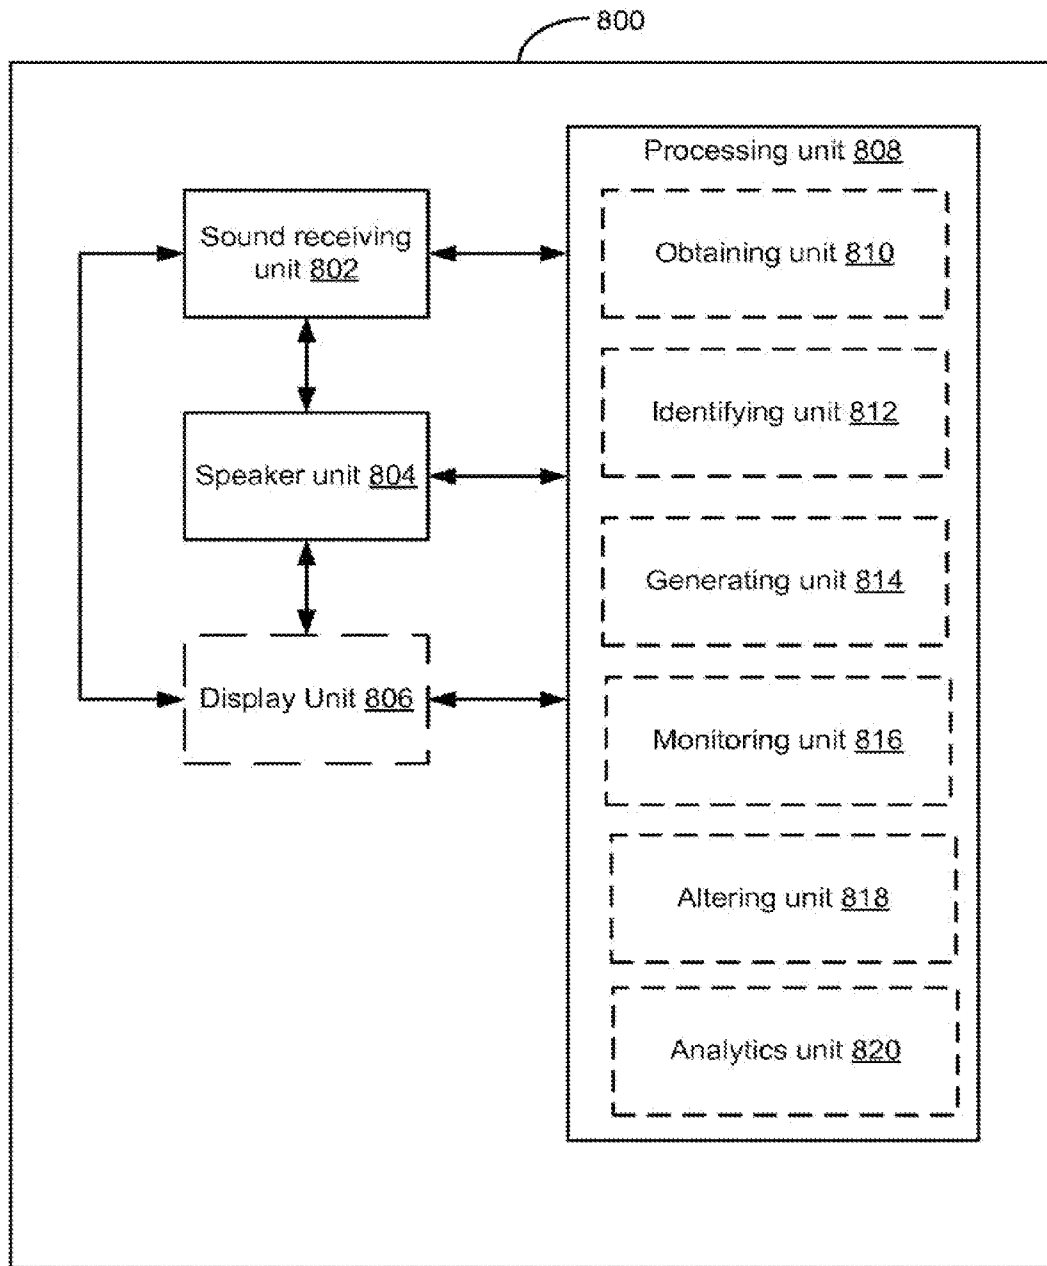 800
Processing unit 808
Sound receiving
unit 802
Obtaining unit 810
Identifying unit 812
Speaker unit 804
Generating unit 814
Display Unit 806
Monitoring unit 816
Altering unit 818
Analytics unit 820